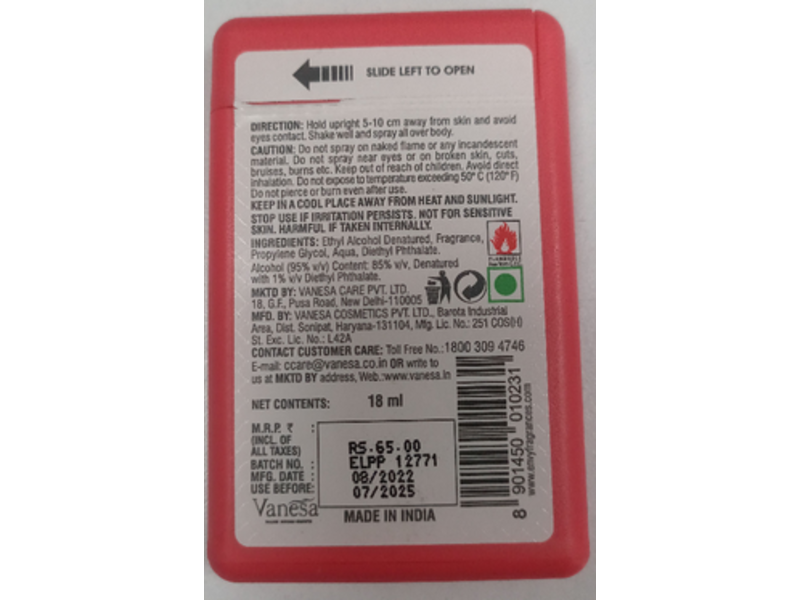 SLIDE LEFT TO OPEN
DIRECTION: Hold upright 5-10 cm away from skin and avoid
eyes contact. Shake well and spray all over body.
CAUTION: Do not spray on naked flame or any incandescent
material. Do not spray near eyes or on broken skin, cuts,
bruises, burns etc. Keep out of reach of children. Avoid direct
inhalation. Do not expose to temperature exceeding 50° C (120° F)
Do not pierce or burn even after use.
KEEP IN A COOL PLACE AWAY FROM HEAT AND SUNLIGHT.
STOP USE IF IRRITATION PERSISTS. NOT FOR SENSITIVE
SKIN. HARMFUL IF TAKEN INTERNALLY.
INGREDIENTS: Ethyl Alcohol Denatured, Fragrance,
Propylene Glycol, Aqua, Diethyl Phthalate.
Alcohol (95% v/v) Content: 85% v/v, Denatured
with 1% v/v Diethyl Phthalate.
FLAMMABLE
MKTD BY: VANESA CARE PVT. LTD.
18, G.F., Pusa Road, New Delhi-110005
MFD. BY: VANESA COSMETICS PVT. LTD., Barota Industrial
Area, Dist. Sonipat, Haryana-131104, Mfg. Lic. No.: 251 COS(H)
St. Exc. Lic. No.: L42A
CONTACT CUSTOMER CARE: Toll Free No.:1800 309 4746
E-mail: ccare@vanesa.co.in OR write to
us at MKTD BY address, Web.:www.vanesa.in
NET CONTENTS: 18 ml
M.R.P. ₹ :
(INCL. OF
ALL TAXES)
RS.65.00
BATCH NO. : ELPP 12771
MFG. DATE : 08/2022
USE BEFORE: 07/2025
Vanesa
MADE IN INDIA
8 901450 010231
www.envyfragrances.com